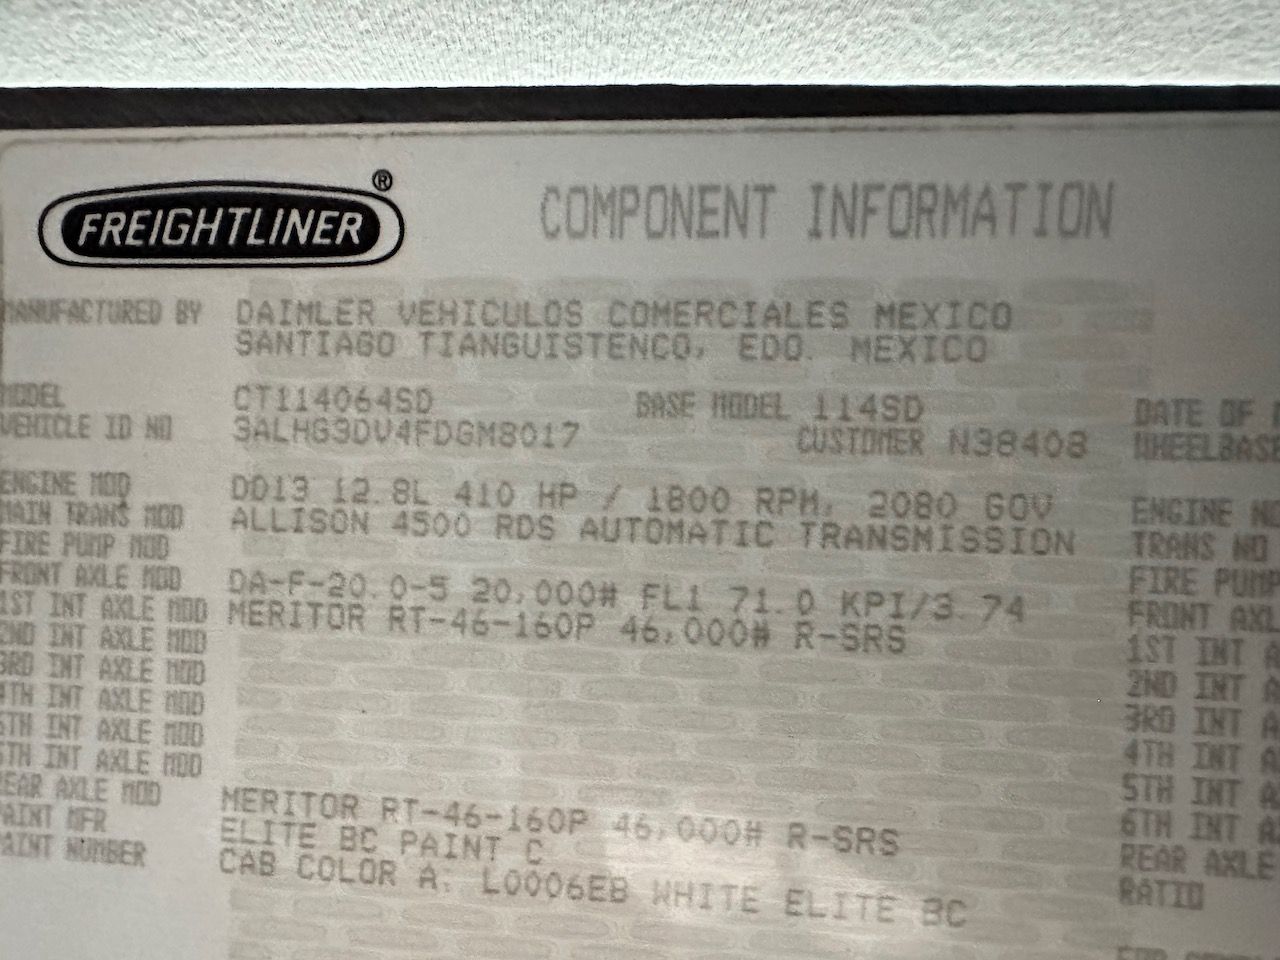 FREIGHTLINER ®
COMPONENT INFORMATION
MANUFACTURED BY DAIMLER VEHICULOS COMERCIALES MEXICO
SANTIAGO TIANGUISTENCO, EDO. MEXICO
MODEL CT114064SD BASE MODEL 114SD DATE OF
VEHICLE ID NO 3ALHG3DV4FDGM8017 CUSTOMER N38408 WHEELBASE
ENGINE MOD DD13 12.8L 410 HP / 1800 RPM, 2080 GOV ENGINE NO
MAIN TRANS MOD ALLISON 4500 RDS AUTOMATIC TRANSMISSION TRANS NO
FIRE PUMP MOD FIRE PUMP
FRONT AXLE MOD DA-F-20.0-5 20,000# FL1 71.0 KPI/3.74 FRONT AXL
1ST INT AXLE MOD MERITOR RT-46-160P 46,000# R-SRS 1ST INT A
2ND INT AXLE MOD 2ND INT A
3RD INT AXLE MOD 3RD INT A
4TH INT AXLE MOD 4TH INT A
5TH INT AXLE MOD 5TH INT A
6TH INT AXLE MOD 6TH INT A
REAR AXLE MOD MERITOR RT-46-160P 46,000# R-SRS REAR AXLE
PAINT MFR ELITE BC PAINT C RATIO
PAINT NUMBER CAB COLOR A: L0006EB WHITE ELITE BC